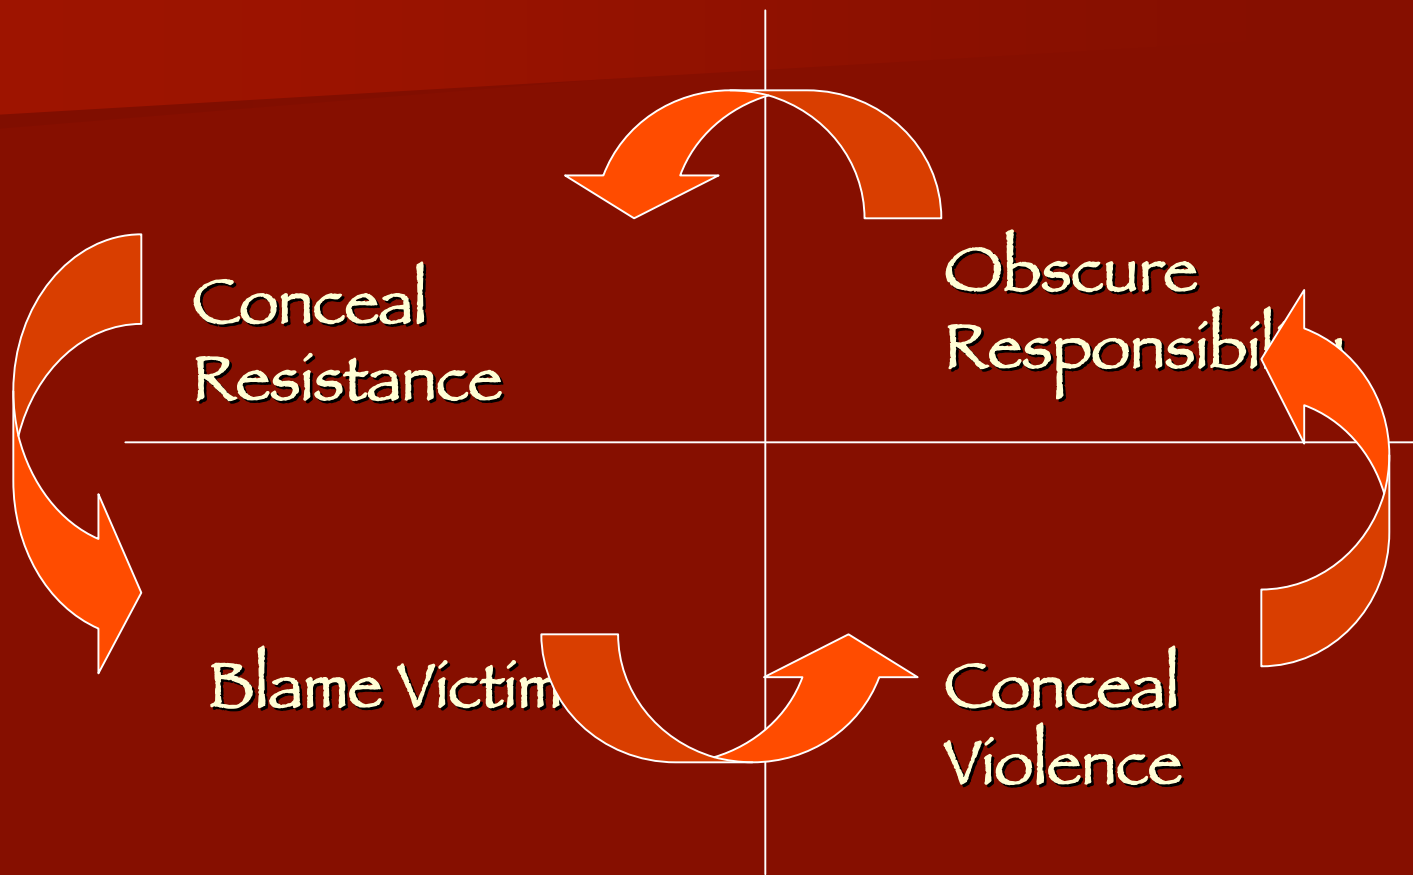 Conceal
Resistance
Obscure
Blame Victim
Conceal
Violence